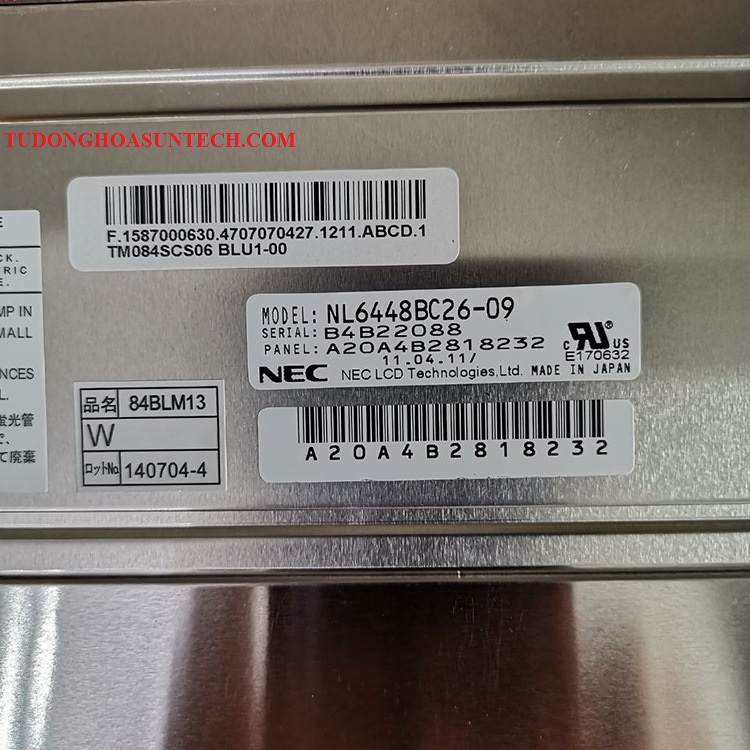 TUDONGHOASUNTECH.COM
F.1587000630.4707070427.1211.ABCD.1
TM084SCS06 BLU1-00
E
CK.
RIC
E.
MP IN
MALL
NCES
L.
蛍光管
で、
て廃棄
MODEL: NL6448BC26-09
SERIAL: B4B22088
PANEL: A20A4B2818232
11.04.11/
c RU ® US
E170632
NEC NEC LCD Technologies,Ltd. MADE IN JAPAN
品名 84BLM13
W
ロットNo. 140704-4
A20A4B2818232